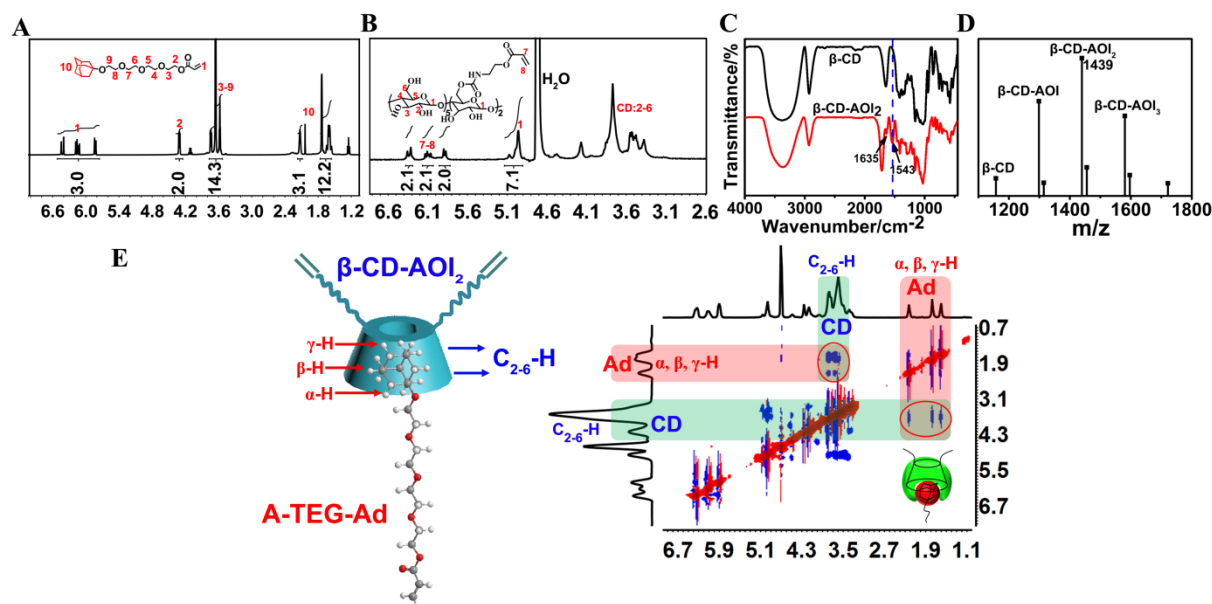 A
10
O
9
8
O
7
6
O
5
4
O
3
2
O
O
1
1
2
3-9
10
3.0
2.0
14.3
3.1
12.2
6.6 6.0 5.4 4.8 4.2 3.6 3.0 2.4 1.8 1.2
B
7
8
H₂O
CD:2-6
7-8
1
2.1
2.1
2.0
7.1
6.6 6.1 5.6 5.1 4.6 4.1 3.6 3.1 2.6
C
Transmittance/%
β-CD
β-CD-AOI₂
1635
1543
4000 3000 2000 1000
Wavenumber/cm⁻²
D
β-CD-AOI₂
1439
β-CD-AOI
β-CD-AOI₃
β-CD
1200 1400 1600 1800
m/z
E
β-CD-AOI₂
γ-H
β-H
α-H
C₂₋₆-H
A-TEG-Ad
C₂₋₆-H
CD
α, β, γ-H
Ad
Ad α, β, γ-H
C₂₋₆-H CD
0.7
1.9
3.1
4.3
5.5
6.7
6.7 5.9 5.1 4.3 3.5 2.7 1.9 1.1